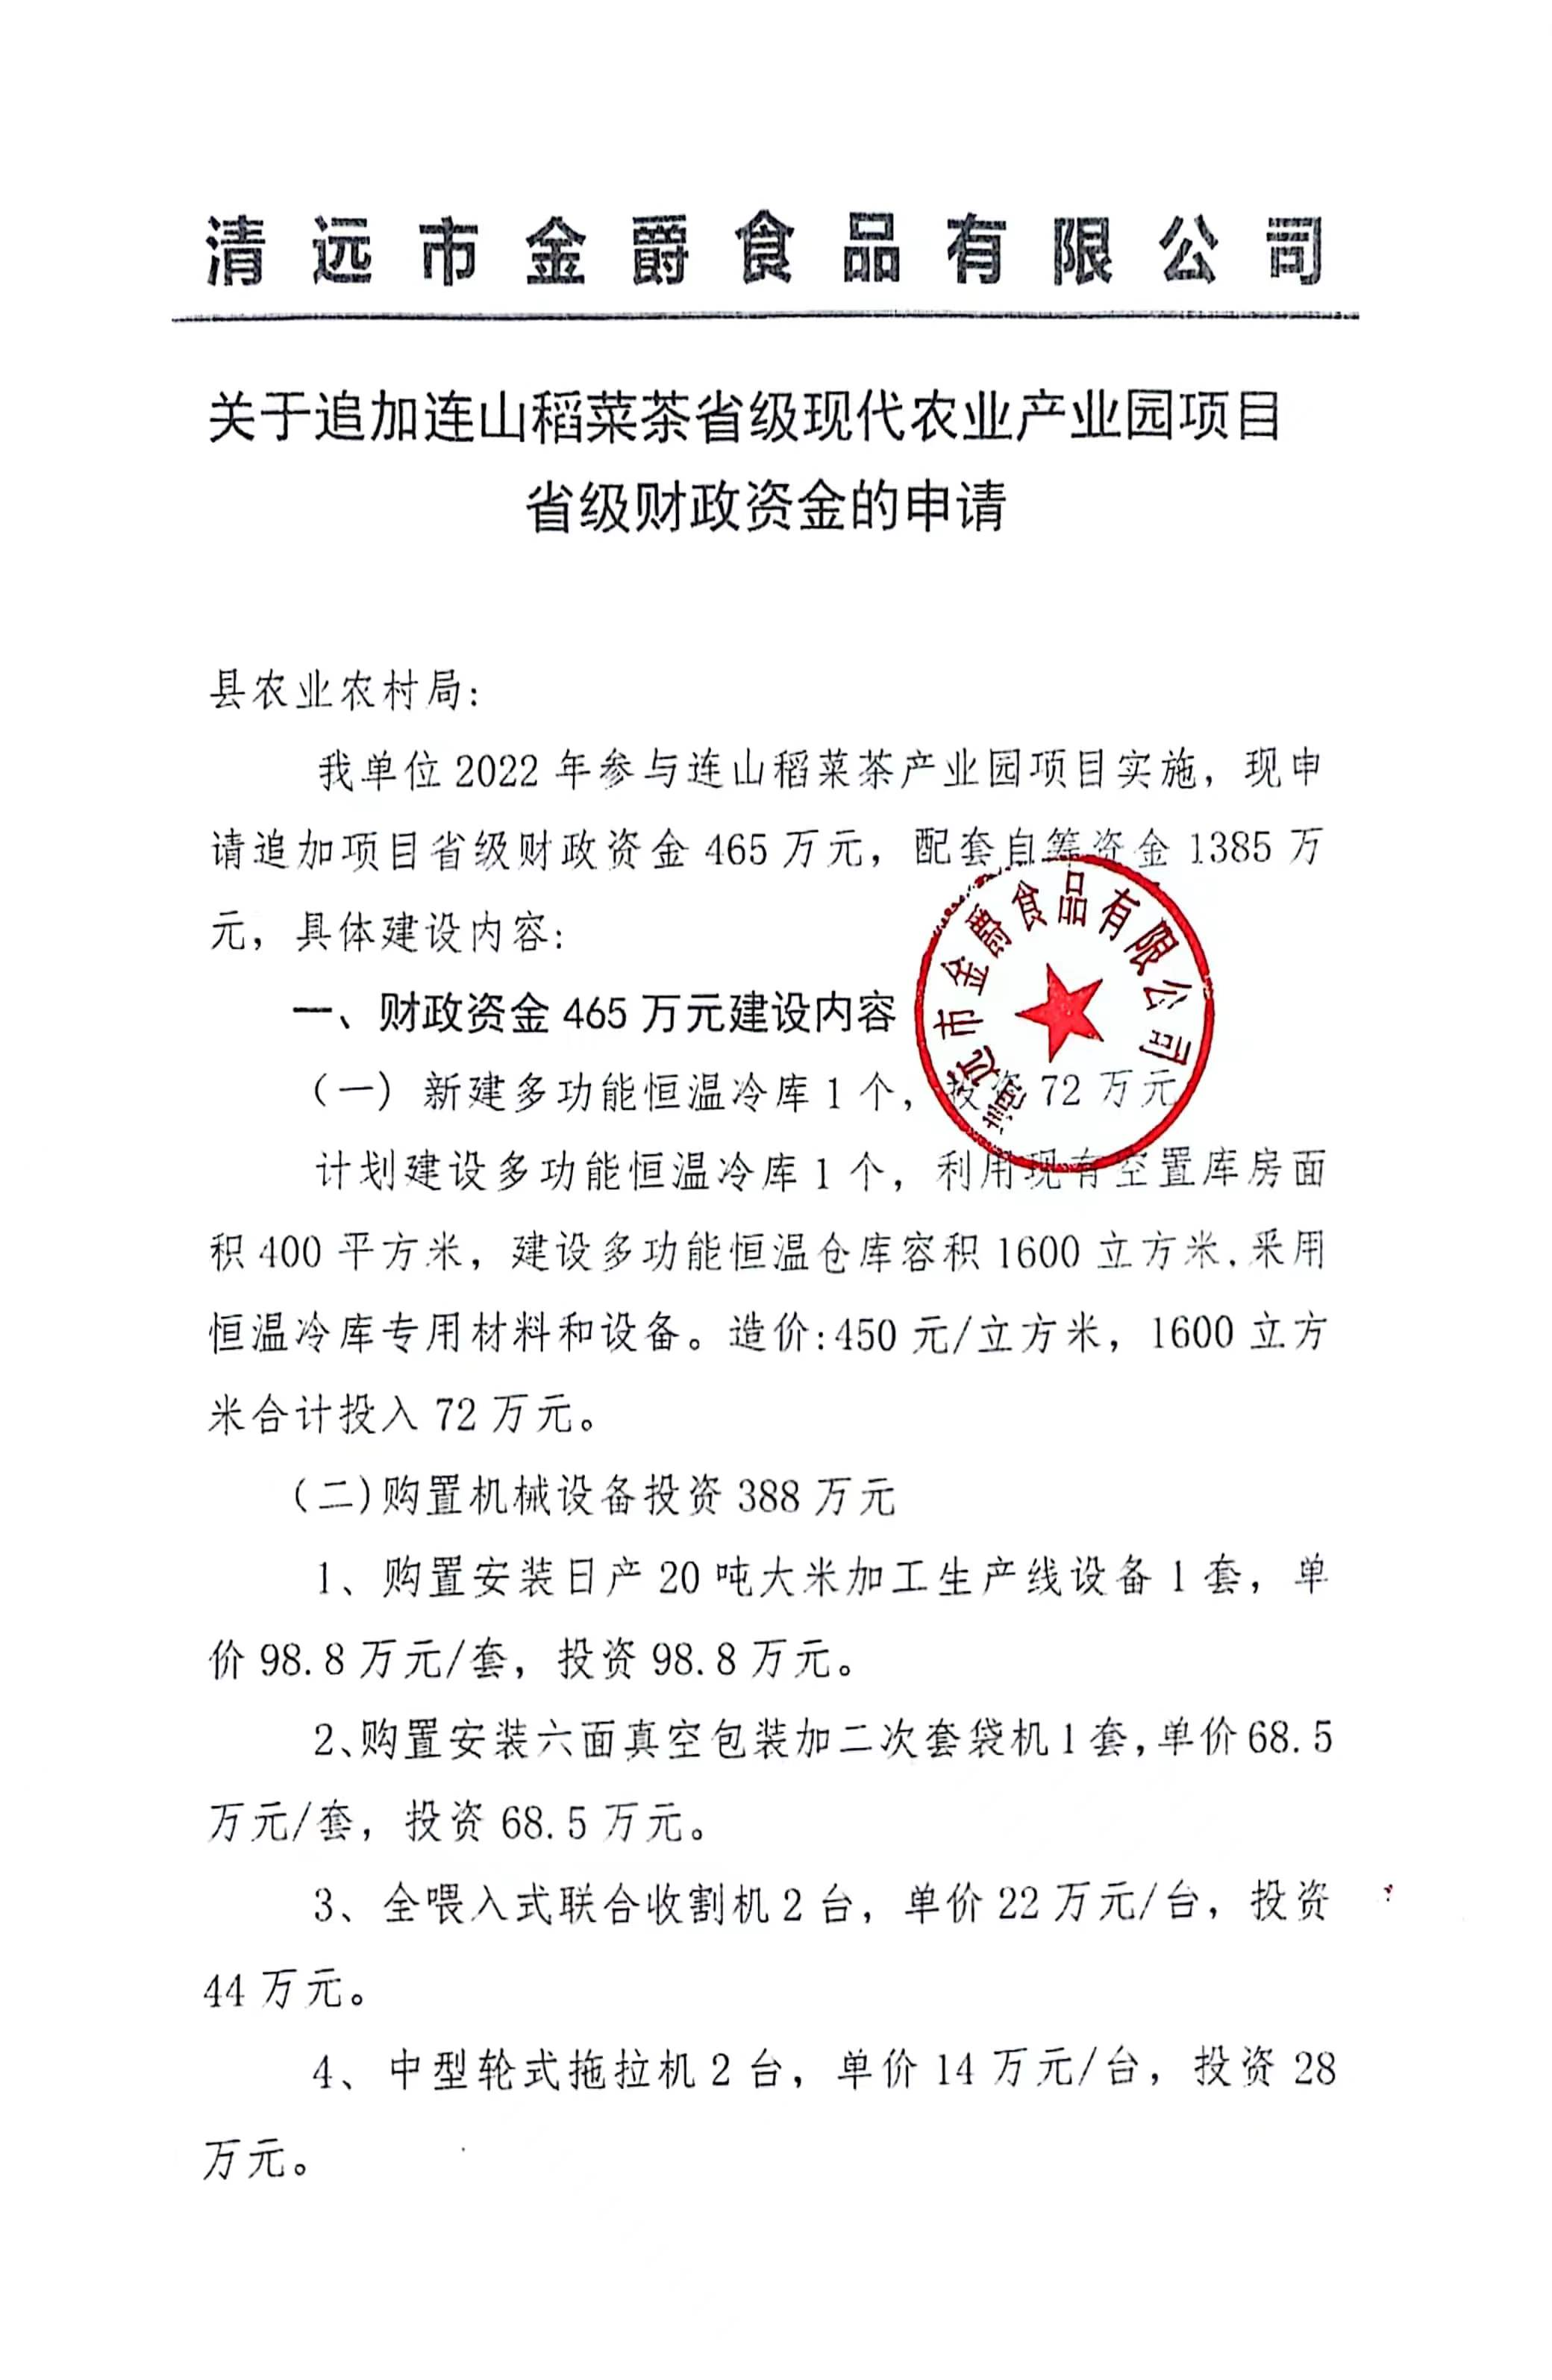 清远市金爵食品有限公司
关于追加连山稻菜茶省级现代农业产业园项目
省级财政资金的申请
县农业农村局：
我单位2022年参与连山稻菜茶产业园项目实施，现申
请追加项目省级财政资金465万元，配套自筹资金1385万
元，具体建设内容：
一、财政资金465万元建设内容
（一）新建多功能恒温冷库1个，投资72万元
计划建设多功能恒温冷库1个，利用现有空置库房面
积400平方米，建设多功能恒温仓库容积1600立方米，采用
恒温冷库专用材料和设备。造价：450元/立方米，1600立方
米合计投入72万元。
（二）购置机械设备投资388万元
1、购置安装日产20吨大米加工生产线设备1套，单
价98.8万元/套，投资98.8万元。
2、购置安装六面真空包装加二次套袋机1套，单价68.5
万元/套，投资68.5万元。
3、全喂入式联合收割机2台，单价22万元/台，投资
44万元。
4、中型轮式拖拉机2台，单价14万元/台，投资28
万元。
清远市金爵食品有限公司